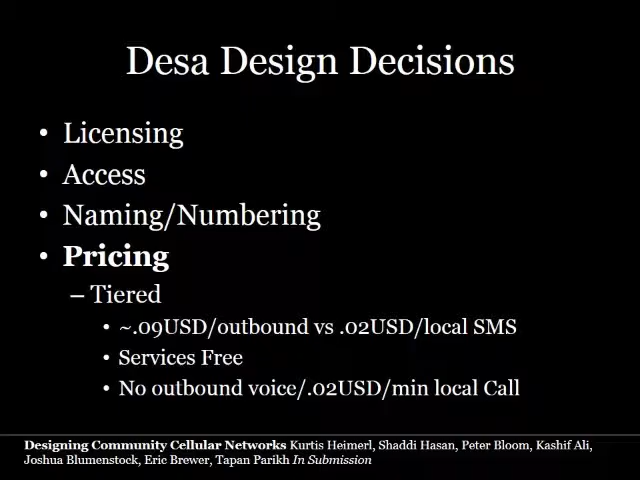 Desa Design Decisions
• Licensing
• Access
• Naming/Numbering
• Pricing
– Tiered
• ~.09USD/outbound vs .02USD/local SMS
• Services Free
• No outbound voice/.02USD/min local Call
Designing Community Cellular Networks Kurtis Heimerl, Shaddi Hasan, Peter Bloom, Kashif Ali,
Joshua Blumenstock, Eric Brewer, Tapan Parikh In Submission